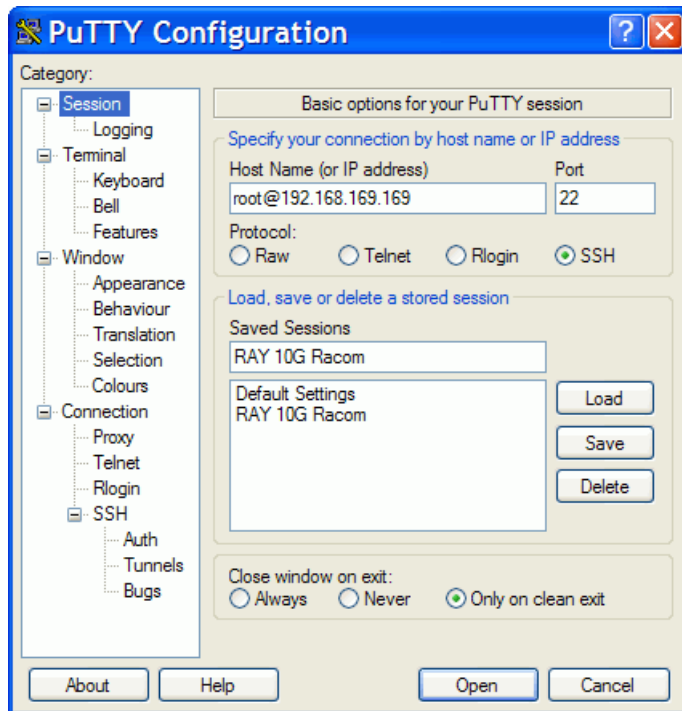 PuTTY Configuration
Category:
Session
Logging
Terminal
Keyboard
Bell
Features
Window
Appearance
Behaviour
Translation
Selection
Colours
Connection
Proxy
Telnet
Rlogin
SSH
Auth
Tunnels
Bugs
Basic options for your PuTTY session
Specify your connection by host name or IP address
Host Name (or IP address) Port
root@192.168.169.169 22
Protocol:
Raw Telnet Rlogin SSH
Load, save or delete a stored session
Saved Sessions
RAY 10G Racom
Default Settings
RAY 10G Racom
Load
Save
Delete
Close window on exit:
Always Never Only on clean exit
About Help Open Cancel